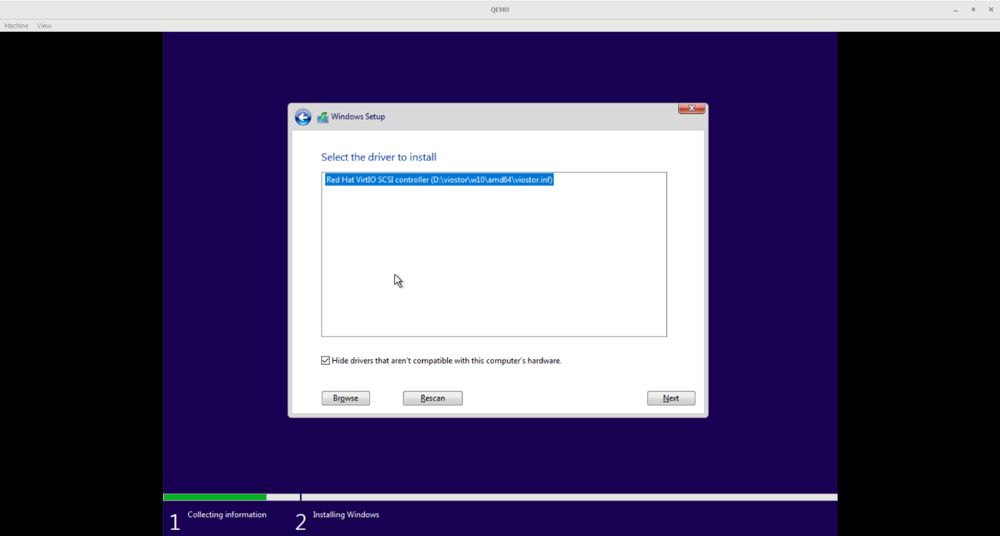 QEMU
Machine View
Windows Setup
Select the driver to install
Red Hat VirtIO SCSI controller (D:\viostor\w10\amd64\viostor.inf)
Hide drivers that aren't compatible with this computer's hardware.
Browse Rescan Next
1 Collecting information 2 Installing Windows